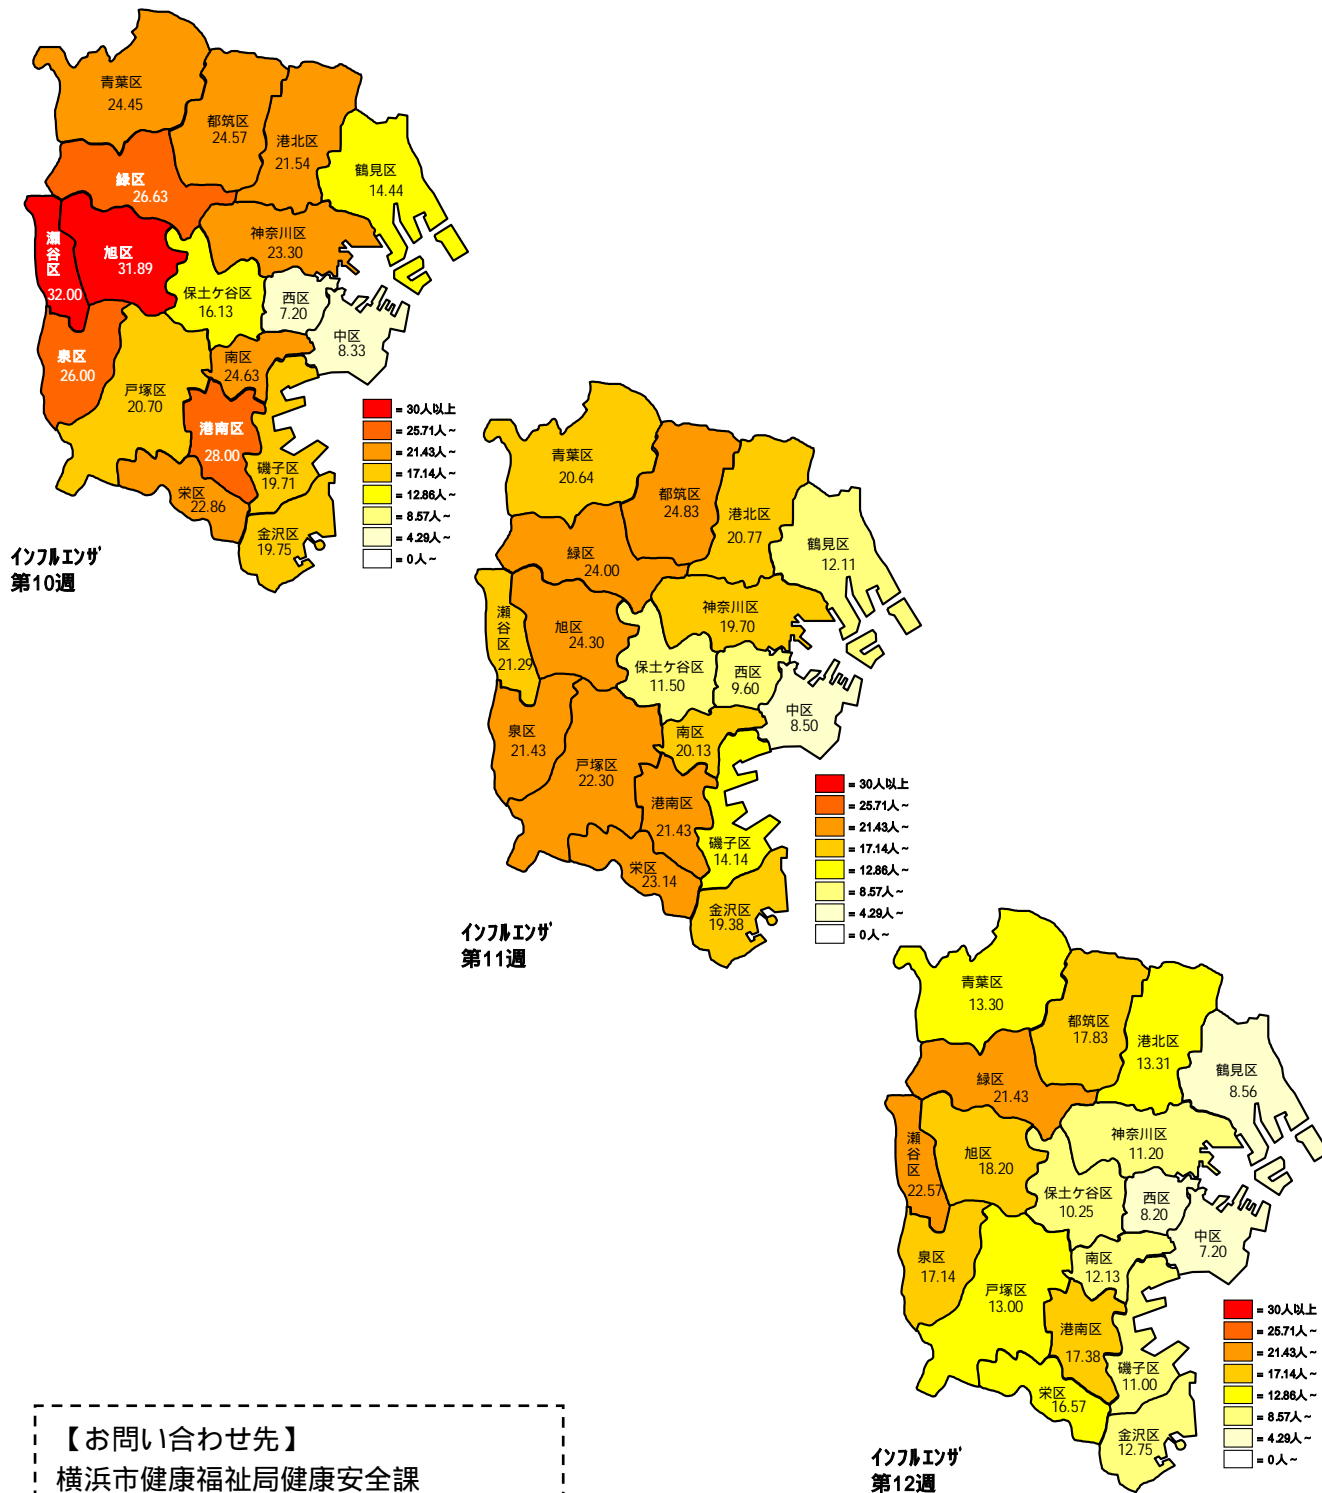 青葉区
24.45
都筑区
24.57
港北区
21.54
鶴見区
14.44
緑区
26.63
瀬谷区
32.00
旭区
31.89
神奈川区
23.30
保土ケ谷区
16.13
西区
7.20
中区
8.33
泉区
26.00
戸塚区
20.70
南区
24.63
港南区
28.00
磯子区
19.71
栄区
22.86
金沢区
19.75
= 30人以上
= 25.71人～
= 21.43人～
= 17.14人～
= 12.86人～
= 8.57人～
= 4.29人～
= 0人～
インフルエンザ
第10週
青葉区
20.64
都筑区
24.83
港北区
20.77
鶴見区
12.11
緑区
24.00
瀬谷区
21.29
旭区
24.30
神奈川区
19.70
保土ケ谷区
11.50
西区
9.60
中区
8.50
泉区
21.43
戸塚区
22.30
南区
20.13
港南区
21.43
磯子区
14.14
栄区
23.14
金沢区
19.38
= 30人以上
= 25.71人～
= 21.43人～
= 17.14人～
= 12.86人～
= 8.57人～
= 4.29人～
= 0人～
インフルエンザ
第11週
青葉区
13.30
都筑区
17.83
港北区
13.31
鶴見区
8.56
緑区
21.43
瀬谷区
22.57
旭区
18.20
神奈川区
11.20
保土ケ谷区
10.25
西区
8.20
中区
7.20
泉区
17.14
戸塚区
13.00
南区
12.13
港南区
17.38
磯子区
11.00
栄区
16.57
金沢区
12.75
= 30人以上
= 25.71人～
= 21.43人～
= 17.14人～
= 12.86人～
= 8.57人～
= 4.29人～
= 0人～
インフルエンザ
第12週
【お問い合わせ先】
横浜市健康福祉局健康安全課